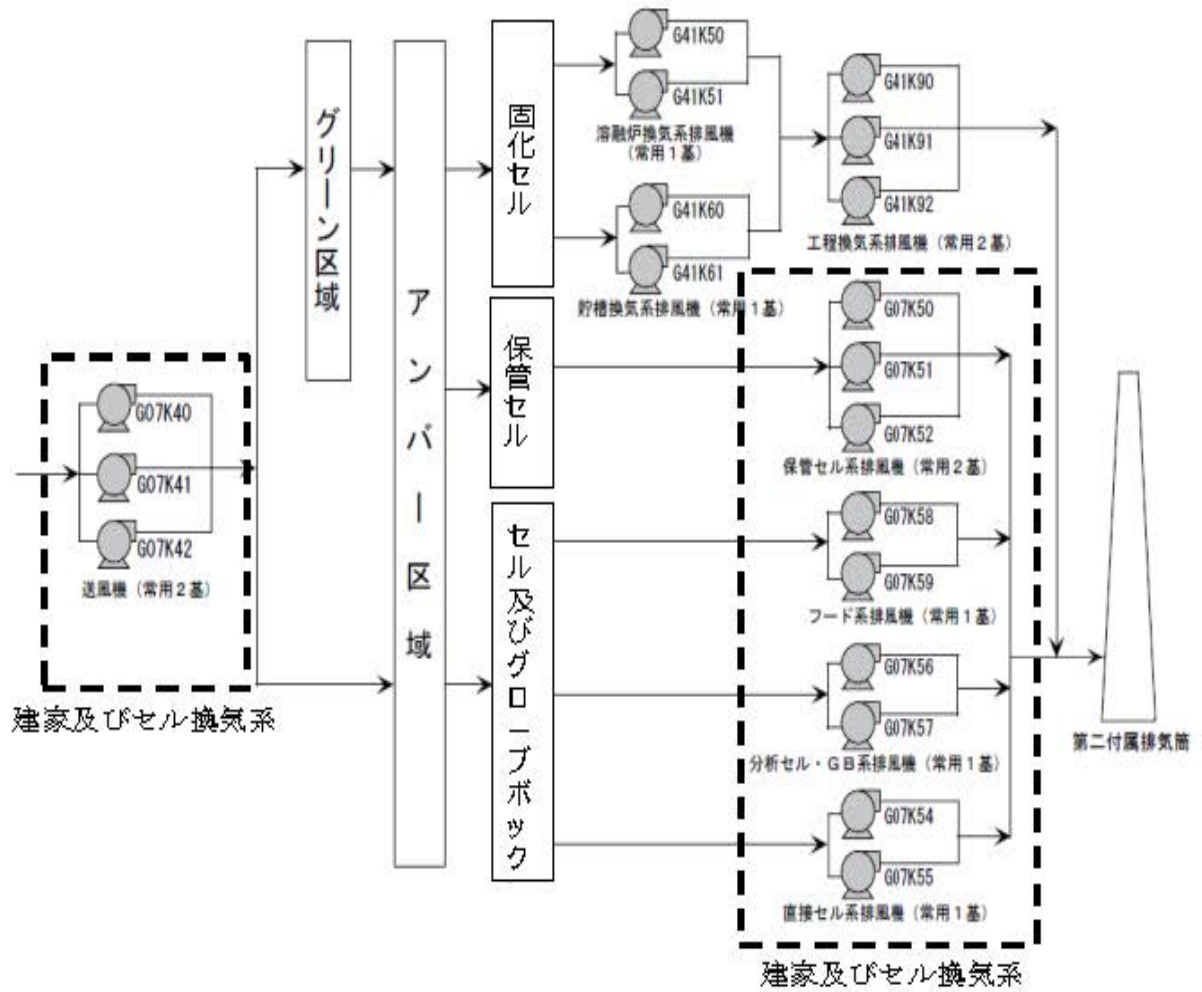 G07K40
G07K41
G07K42
送風機（常用２基）
建家及びセル換気系
グリーン区域
アンバー区域
固化セル
保管セル
セル及びグローブボック
G41K50
G41K51
溶融炉換気系排風機
（常用１基）
G41K60
G41K61
貯槽換気系排風機（常用１基）
G41K90
G41K91
G41K92
工程換気系排風機（常用２基）
G07K50
G07K51
G07K52
保管セル系排風機（常用２基）
G07K58
G07K59
フード系排風機（常用１基）
G07K56
G07K57
分析セル・ＧＢ系排風機（常用１基）
G07K54
G07K55
直接セル系排風機（常用１基）
建家及びセル換気系
第二付属排気筒